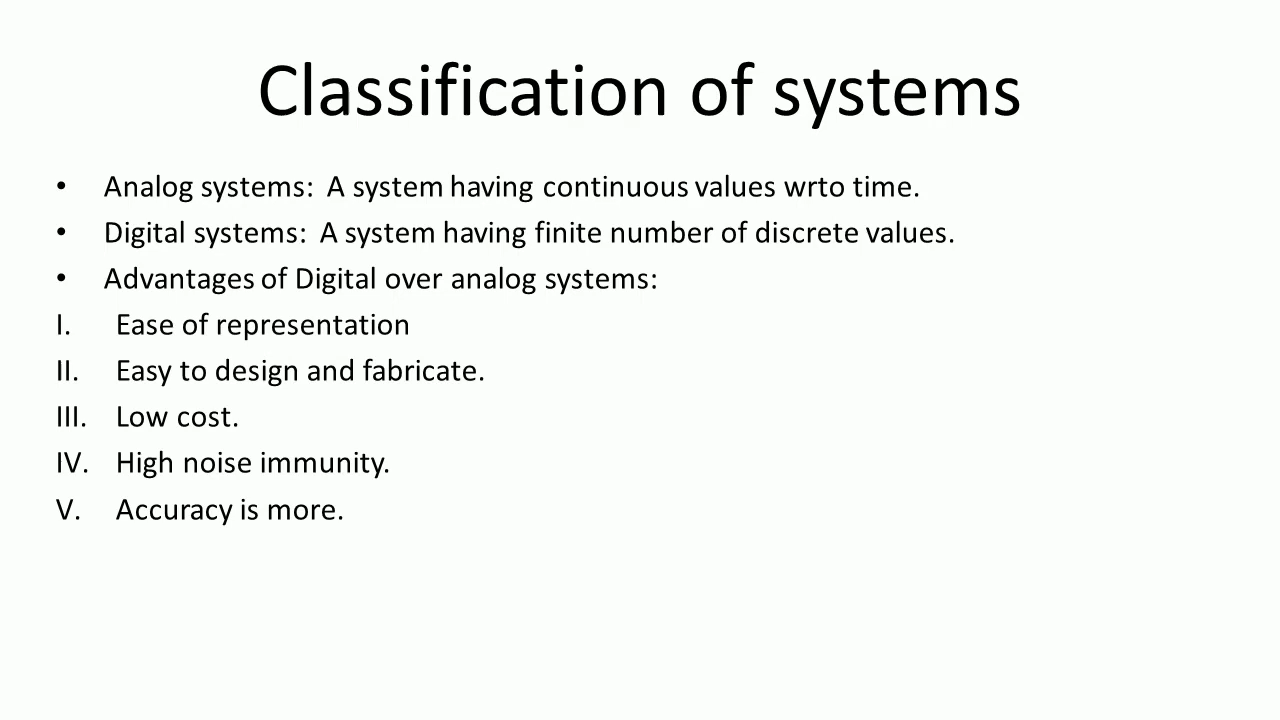 Classification of systems
• Analog systems: A system having continuous values wrto time.
• Digital systems: A system having finite number of discrete values.
• Advantages of Digital over analog systems:
I. Ease of representation
II. Easy to design and fabricate.
III. Low cost.
IV. High noise immunity.
V. Accuracy is more.